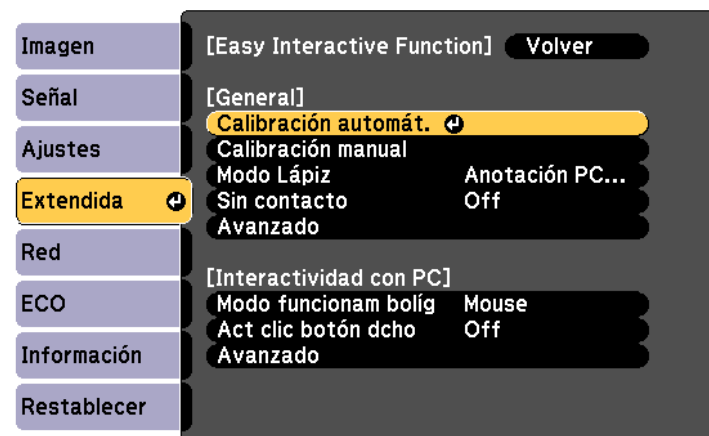 Imagen
Señal
Ajustes
Extendida
Red
ECO
Información
Restablecer
[Easy Interactive Function] Volver
[General]
Calibración automát.
Calibración manual
Modo Lápiz Anotación PC...
Sin contacto Off
Avanzado
[Interactividad con PC]
Modo funcionam bolíg Mouse
Act clic botón dcho Off
Avanzado